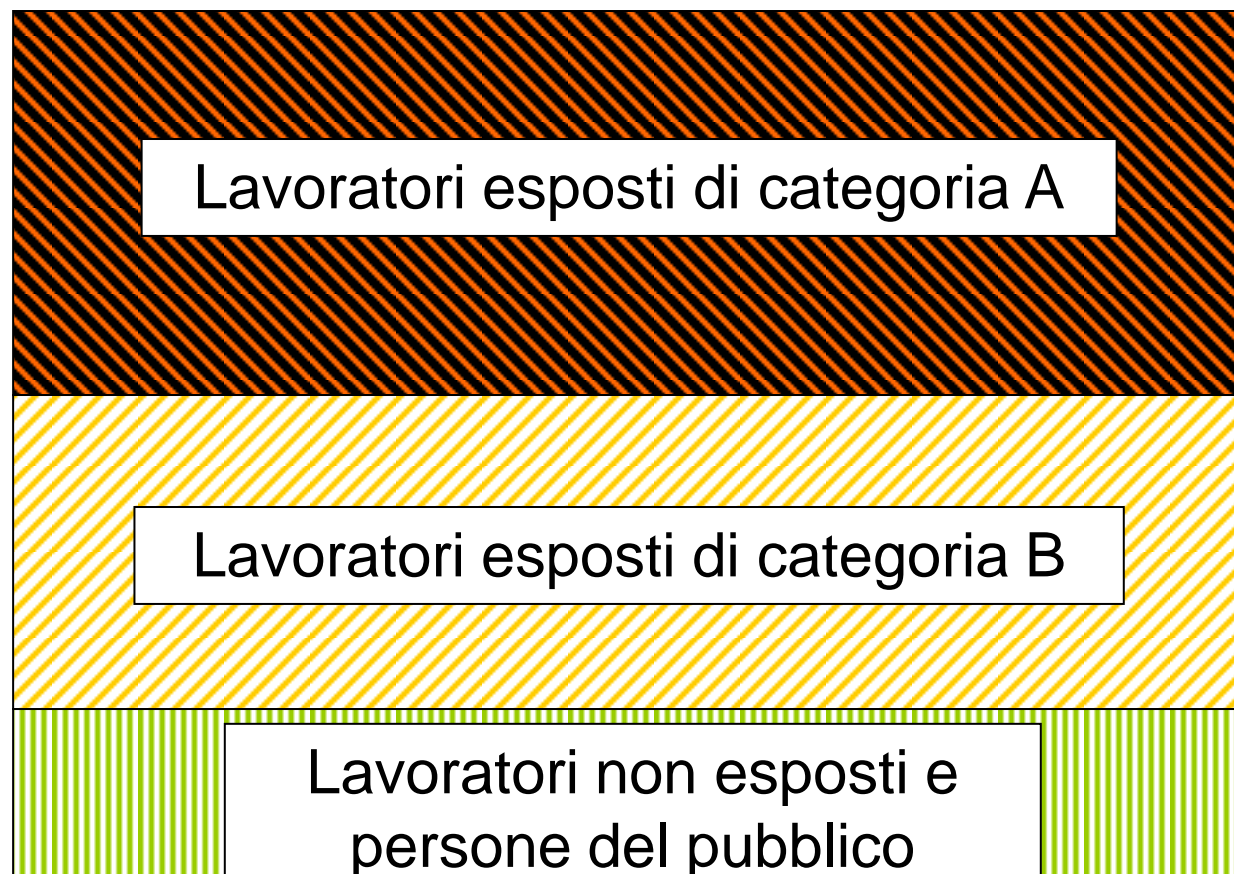 Lavoratori esposti di categoria A
Lavoratori esposti di categoria B
Lavoratori non esposti e
persone del pubblico